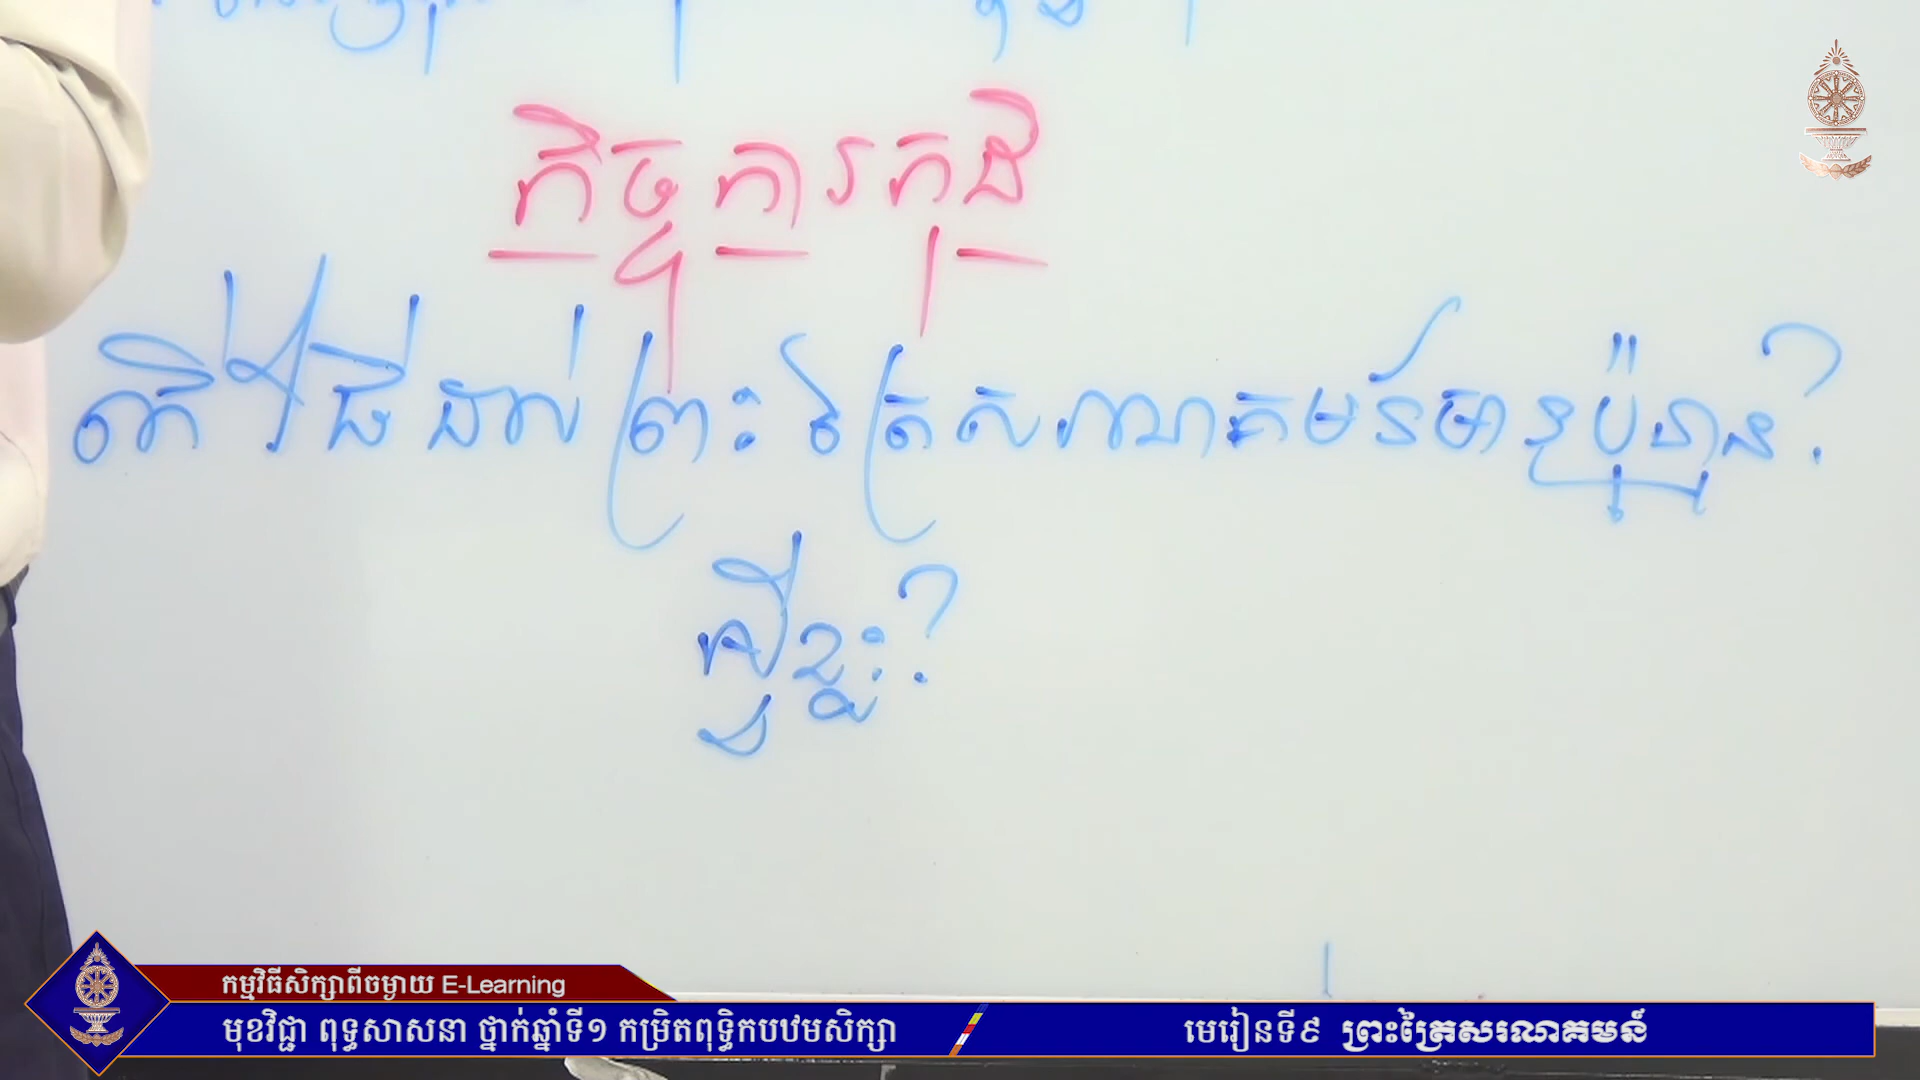 កិច្ចការកុដិ
តើវិធីដល់ព្រះត្រៃសរណគមន៍មានប៉ុន្មាន?
អ្វីខ្លះ?
កម្មវិធីសិក្សាពីចម្ងាយ E-Learning
មុខវិជ្ជា ពុទ្ធសាសនា ថ្នាក់ឆ្នាំទី១ កម្រិតពុទ្ធិកបឋមសិក្សា
មេរៀនទី៩ ព្រះត្រៃសរណគមន៍